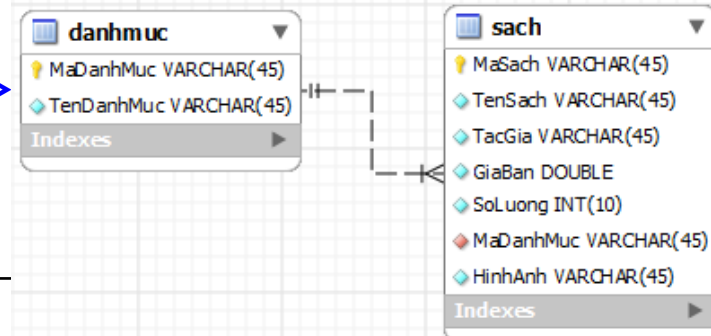 danhmuc
MaDanhMuc VARCHAR(45)
TenDanhMuc VARCHAR(45)
Indexes
sach
MaSach VARCHAR(45)
TenSach VARCHAR(45)
TacGia VARCHAR(45)
GiaBan DOUBLE
SoLuong INT(10)
MaDanhMuc VARCHAR(45)
HinhAnh VARCHAR(45)
Indexes